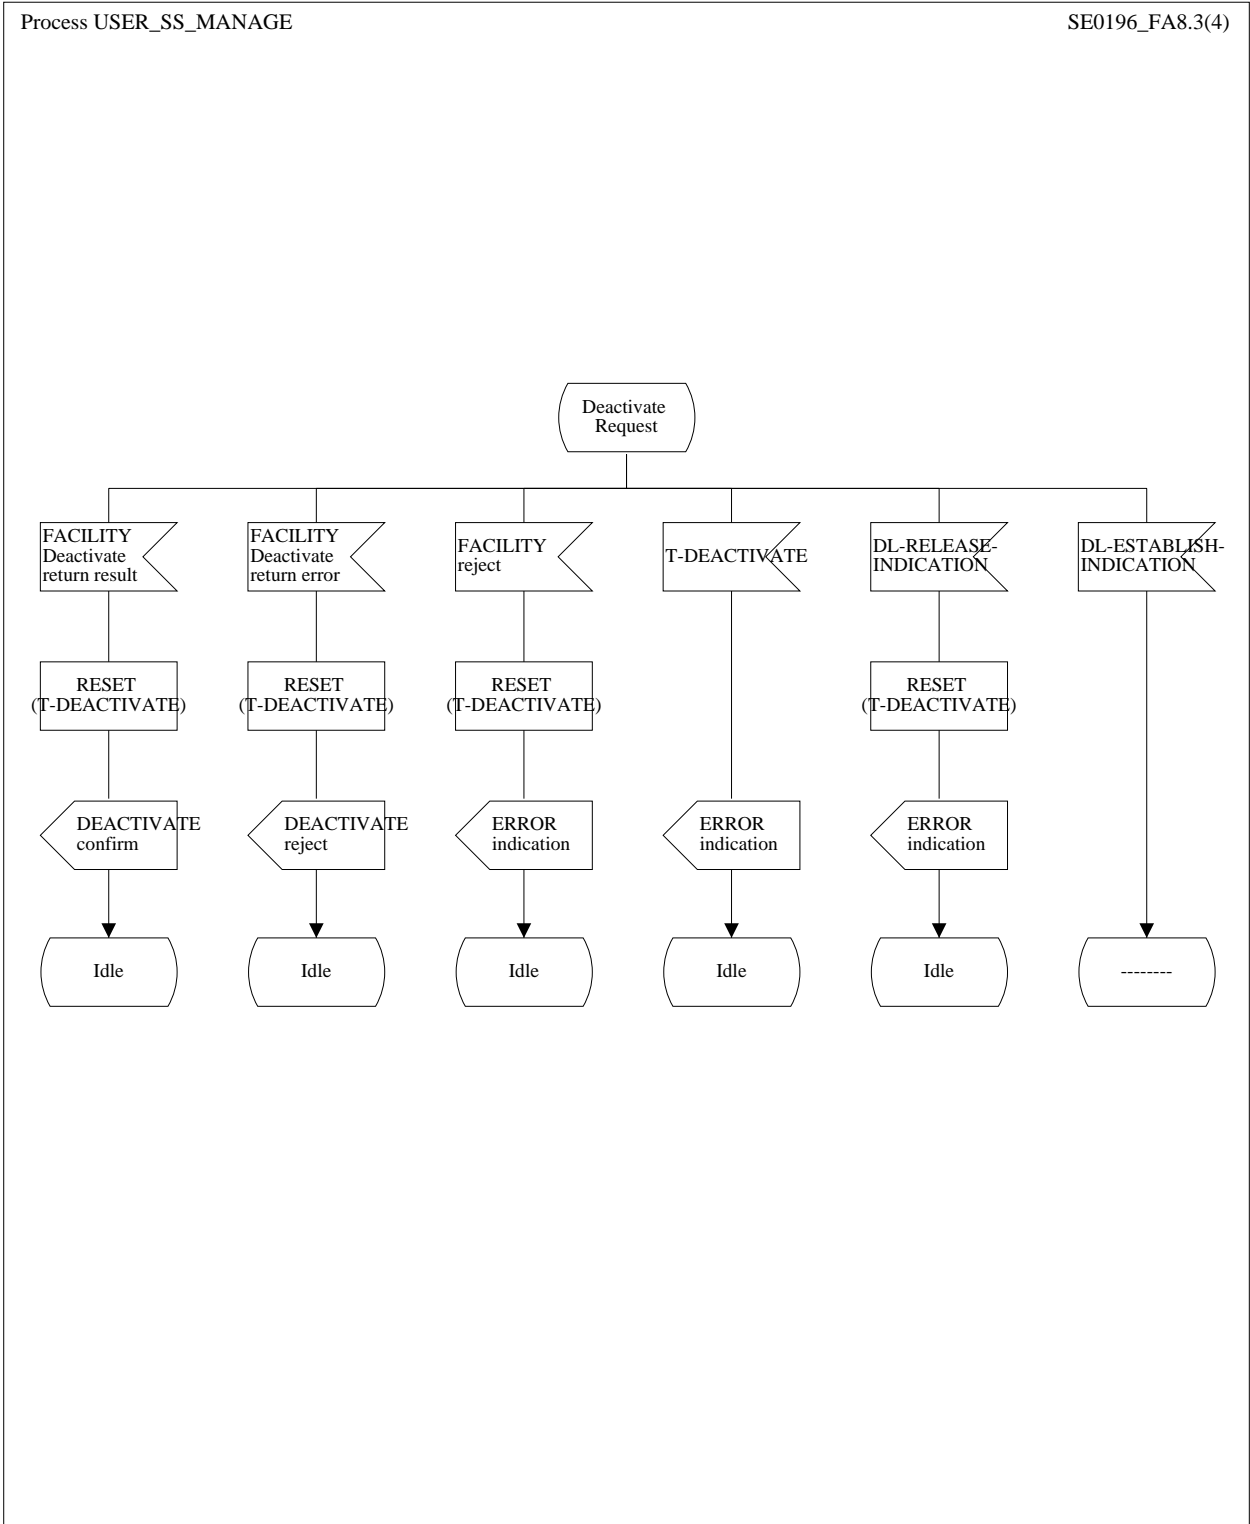 Process USER_SS_MANAGE
SE0196_FA8.3(4)
Deactivate
Request
FACILITY
Deactivate
return result
FACILITY
Deactivate
return error
FACILITY
reject
T-DEACTIVATE
DL-RELEASE-
INDICATION
DL-ESTABLISH-
INDICATION
RESET
(T-DEACTIVATE)
RESET
(T-DEACTIVATE)
RESET
(T-DEACTIVATE)
RESET
(T-DEACTIVATE)
DEACTIVATE
confirm
DEACTIVATE
reject
ERROR
indication
ERROR
indication
ERROR
indication
Idle
Idle
Idle
Idle
Idle
--------